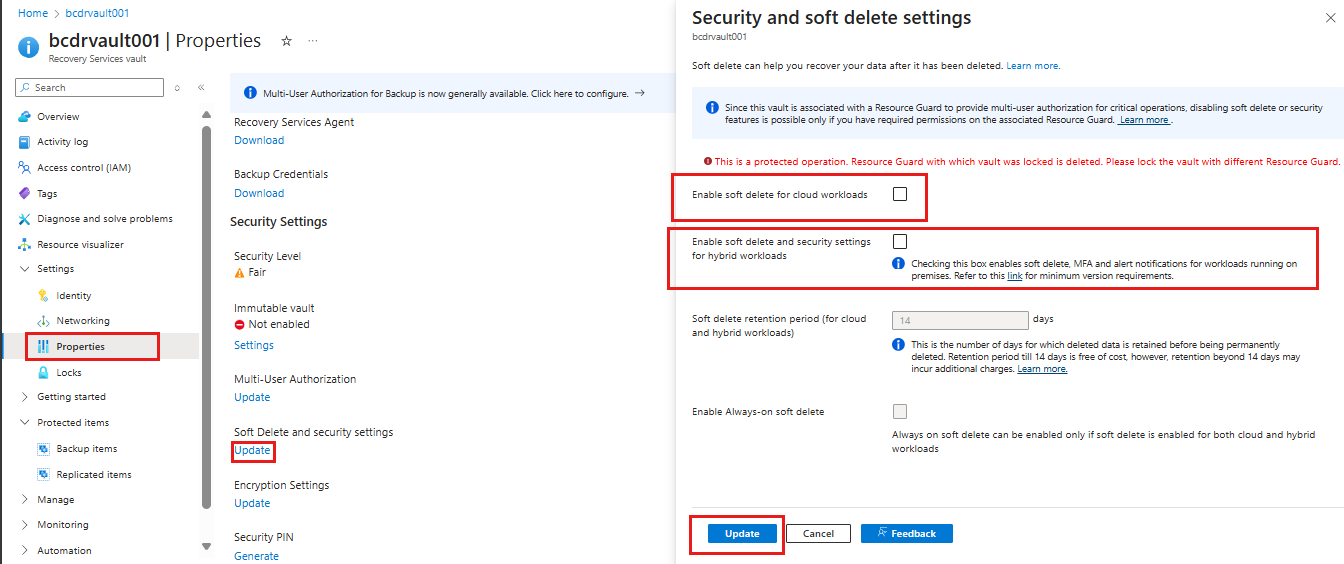 Home > bcdrvault001
bcdrvault001 | Properties
Recovery Services vault
Search
Overview
Activity log
Access control (IAM)
Tags
Diagnose and solve problems
Resource visualizer
Settings
Identity
Networking
Properties
Locks
Getting started
Protected items
Backup items
Replicated items
Manage
Monitoring
Automation
Multi-User Authorization for Backup is now generally available. Click here to configure. →
Recovery Services Agent
Download
Backup Credentials
Download
Security Settings
Security Level
Fair
Immutable vault
Not enabled
Settings
Multi-User Authorization
Update
Soft Delete and security settings
Update
Encryption Settings
Update
Security PIN
Generate
Security and soft delete settings
bcdrvault001
Soft delete can help you recover your data after it has been deleted. Learn more.
Since this vault is associated with a Resource Guard to provide multi-user authorization for critical operations, disabling soft delete or security
features is possible only if you have required permissions on the associated Resource Guard. Learn more .
This is a protected operation. Resource Guard with which vault was locked is deleted. Please lock the vault with different Resource Guard.
Enable soft delete for cloud workloads
Enable soft delete and security settings
for hybrid workloads
Checking this box enables soft delete, MFA and alert notifications for workloads running on
premises. Refer to this link for minimum version requirements.
Soft delete retention period (for cloud
and hybrid workloads)
14 days
This is the number of days for which deleted data is retained before being permanently
deleted. Retention period till 14 days is free of cost, however, retention beyond 14 days may
incur additional charges. Learn more.
Enable Always-on soft delete
Always on soft delete can be enabled only if soft delete is enabled for both cloud and hybrid
workloads
Update
Cancel
Feedback